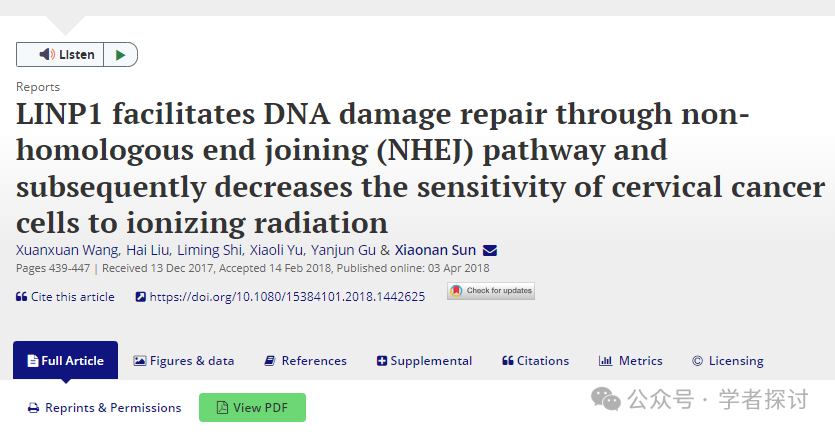 Listen
Reports
LINP1 facilitates DNA damage repair through non-
homologous end joining (NHEJ) pathway and
subsequently decreases the sensitivity of cervical cancer
cells to ionizing radiation
Xuanxuan Wang, Hai Liu, Liming Shi, Xiaoli Yu, Yanjun Gu & Xiaonan Sun
Pages 439-447 | Received 13 Dec 2017, Accepted 14 Feb 2018, Published online: 03 Apr 2018
Cite this article https://doi.org/10.1080/15384101.2018.1442625 Check for updates
Full Article Figures & data References Supplemental Citations Metrics Licensing
Reprints & Permissions View PDF
公众号 · 学者探讨